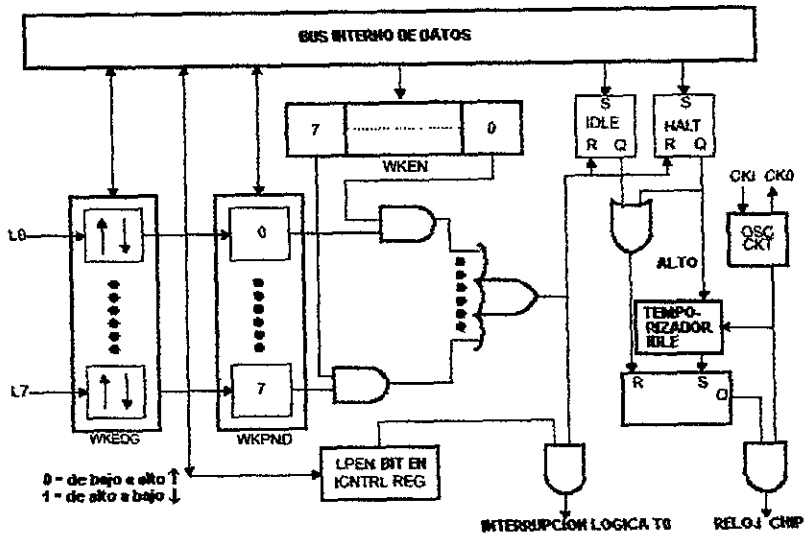 BUS INTERNO DE DATOS
7
0
WKEN
S
IDLE
R Q
S
HALT
R Q
CKI CKO
OSC
CKT
ALTO
TEMPO-
RIZADOR
IDLE
R S
Q
L0
0
L7
7
WKEDG
WKPND
0 = de bajo a alto ↑
1 = de alto a bajo ↓
LPEN BIT EN
ICNTRL REG
INTERRUPCION LOGICA T0
RELOJ CHIP